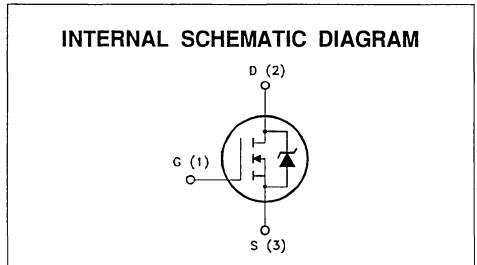 INTERNAL SCHEMATIC DIAGRAM
D (2)
G (1)
S (3)